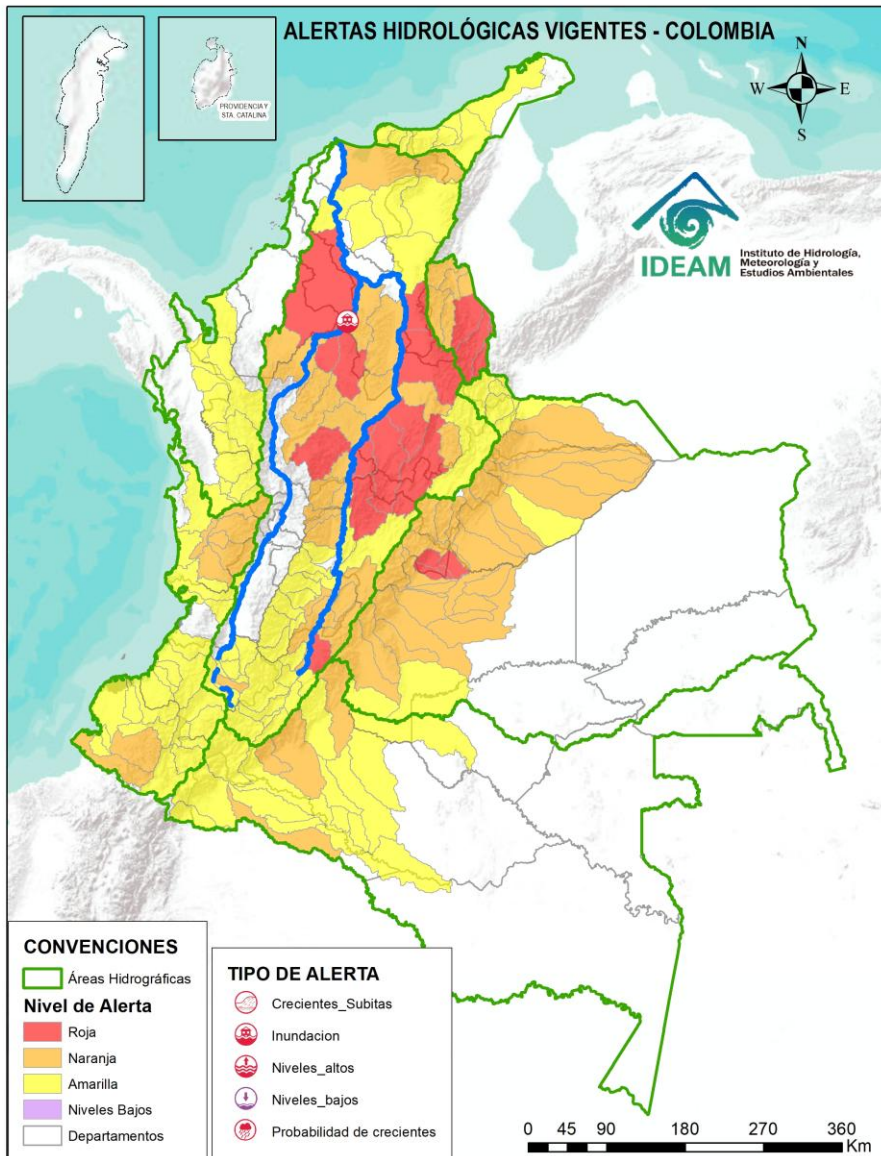 ALERTAS HIDROLÓGICAS VIGENTES - COLOMBIA
PROVIDENCIA Y
STA. CATALINA
N
W E
S
IDEAM
Instituto de Hidrología,
Meteorología y
Estudios Ambientales
CONVENCIONES
Áreas Hidrográficas
Nivel de Alerta
Roja
Naranja
Amarilla
Niveles Bajos
Departamentos
TIPO DE ALERTA
Crecientes_Subitas
Inundacion
Niveles_altos
Niveles_bajos
Probabilidad de crecientes
0 45 90 180 270 360
Km